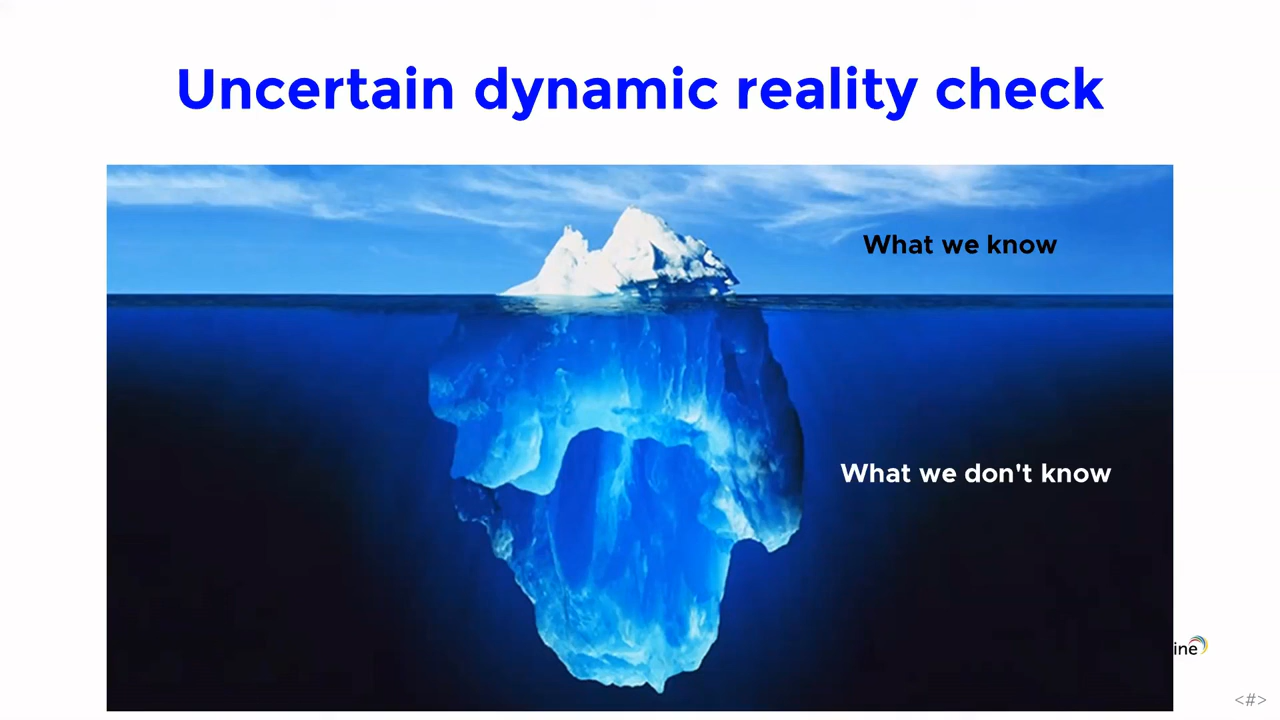 Uncertain dynamic reality check
What we know
What we don't know
ine
<#>